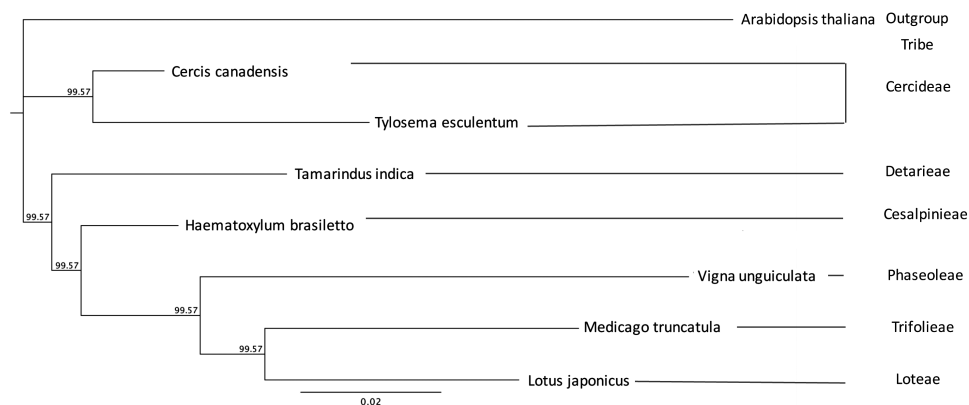 Arabidopsis thaliana Outgroup
Tribe
Cercis canadensis
99.57 Cercideae
Tylosema esculentum
Tamarindus indica Detarieae
99.57 Haematoxylum brasiletto Cesalpinieae
99.57
Vigna unguiculata Phaseoleae
99.57
Medicago truncatula Trifolieae
99.57
Lotus japonicus Loteae
0.02